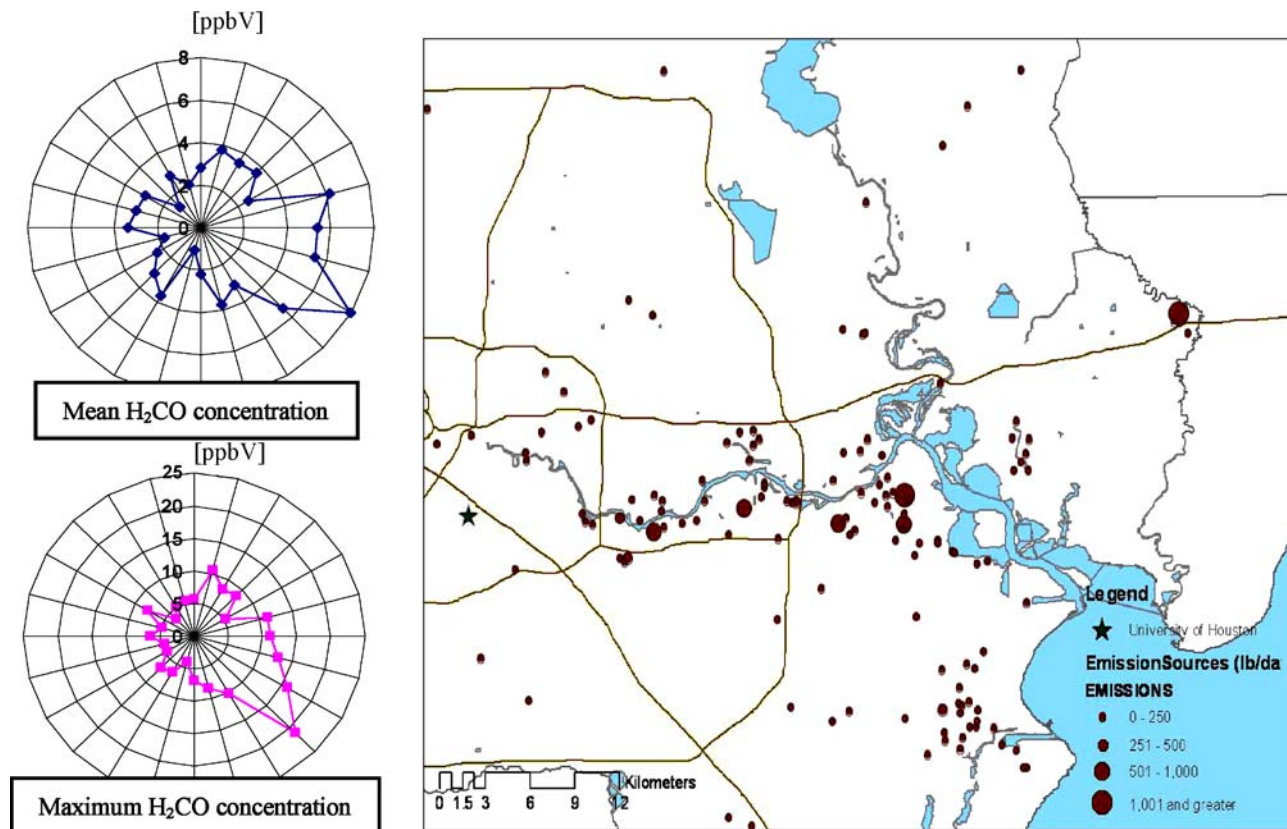 [ppbV]
8
6
4
2
0
Mean H₂CO concentration
[ppbV]
25
20
15
10
5
0
Maximum H₂CO concentration
Legend
University of Houston
EmissionSources (lb/da
EMISSIONS
0 - 250
251 - 500
501 - 1,000
1,001 and greater
Kilometers
0 1.5 3 6 9 12